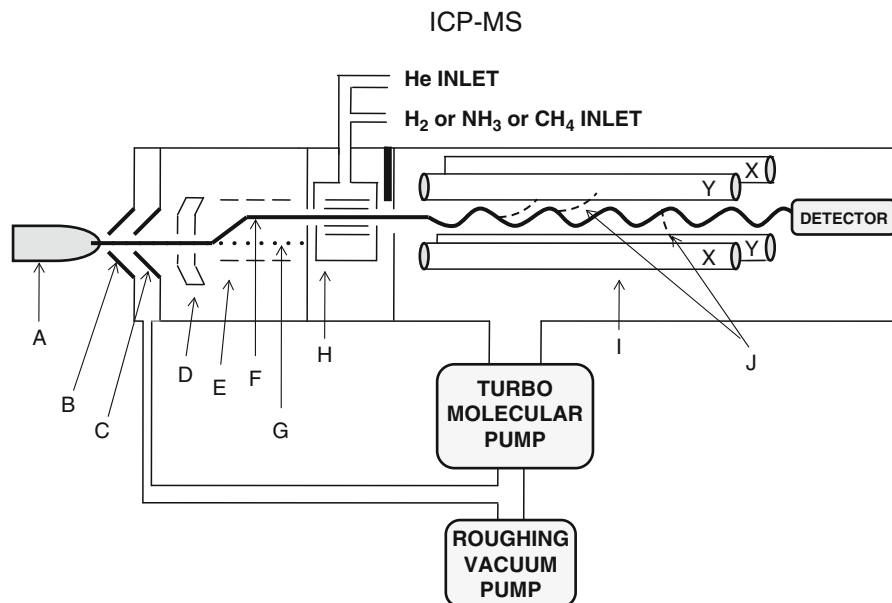 ICP-MS
He INLET
H₂ or NH₃ or CH₄ INLET
X
Y
DETECTOR
X
Y
A
B
C
D
E
F
G
H
I
J
TURBO
MOLECULAR
PUMP
ROUGHING
VACUUM
PUMP